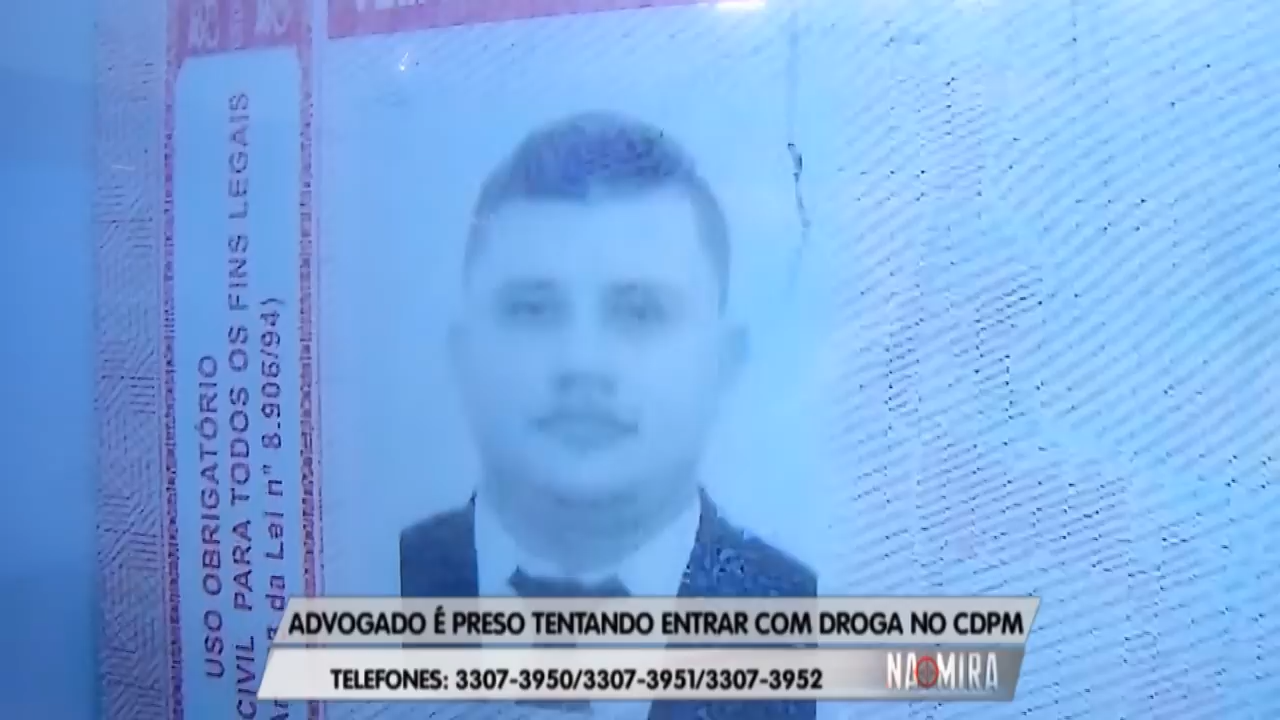 USO OBRIGATÓRIO
CIVIL PARA TODOS OS FINS LEGAIS
da Lei nº 8.906/94)
ADVOGADO É PRESO TENTANDO ENTRAR COM DROGA NO CDPM
TELEFONES: 3307-3950/3307-3951/3307-3952
NA MIRA